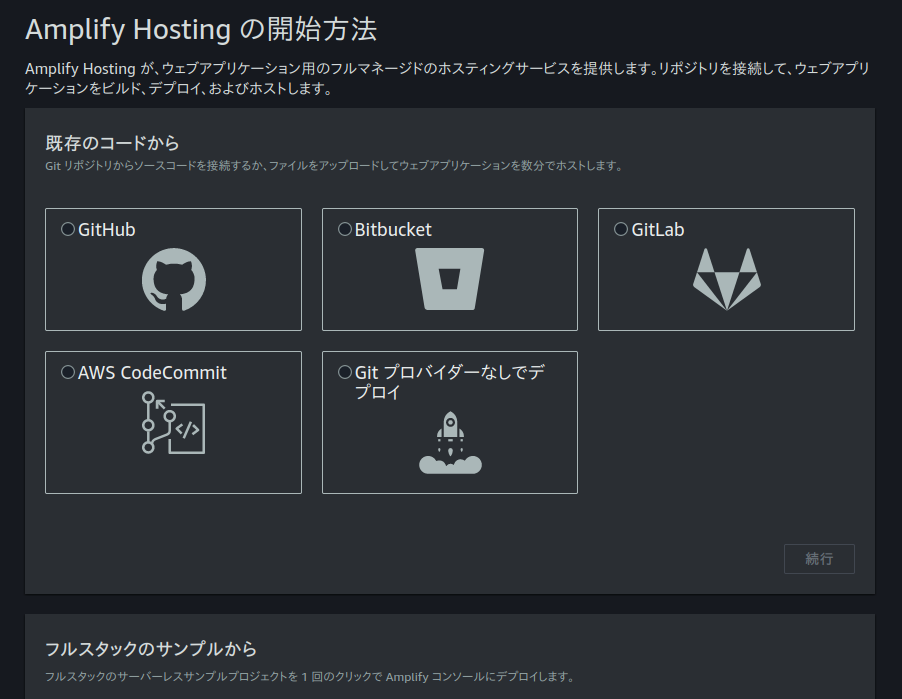 Amplify Hosting の開始方法
Amplify Hosting が、ウェブアプリケーション用のフルマネージドのホスティングサービスを提供します。リポジトリを接続して、ウェブアプリ
ケーションをビルド、デプロイ、およびホストします。
既存のコードから
Git リポジトリからソースコードを接続するか、ファイルをアップロードしてウェブアプリケーションを数分でホストします。
GitHub
Bitbucket
GitLab
AWS CodeCommit
Git プロバイダーなしでデ
プロイ
続行
フルスタックのサンプルから
フルスタックのサーバーレスサンプルプロジェクトを 1 回のクリックで Amplify コンソールにデプロイします。